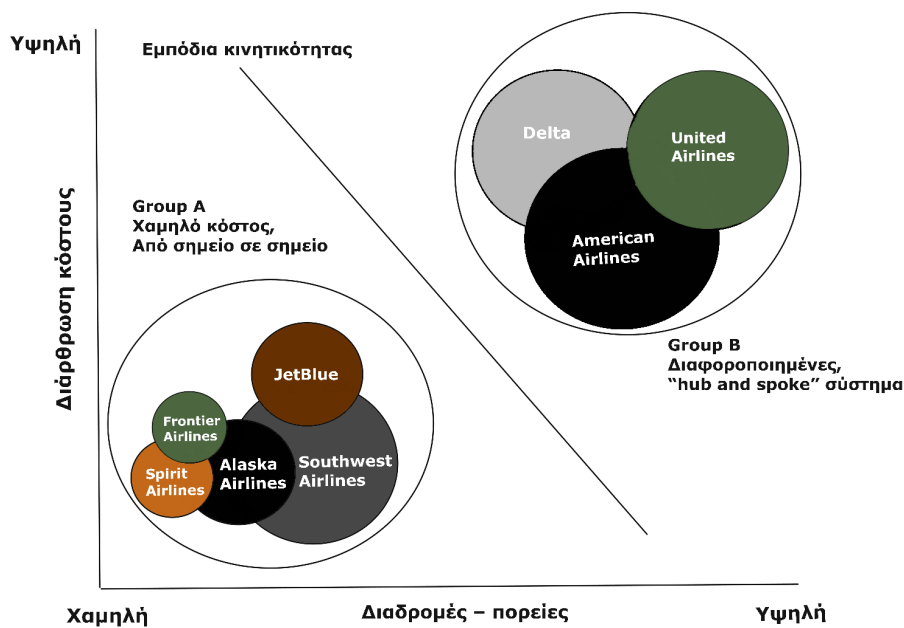 Υψηλή
Εμπόδια κινητικότητας
Delta
United
Airlines
American
Airlines
Group A
Χαμηλό κόστος,
Από σημείο σε σημείο
Διάρθρωση κόστους
Group B
Διαφοροποιημένες,
“hub and spoke” σύστημα
JetBlue
Frontier
Airlines
Spirit
Airlines
Alaska
Airlines
Southwest
Airlines
Χαμηλή
Διαδρομές – πορείες
Υψηλή